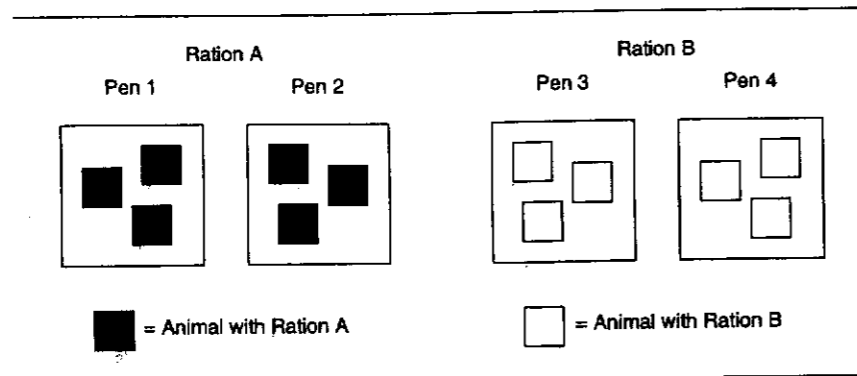 Ration A
Ration B
Pen 1
Pen 2
Pen 3
Pen 4
= Animal with Ration A
= Animal with Ration B